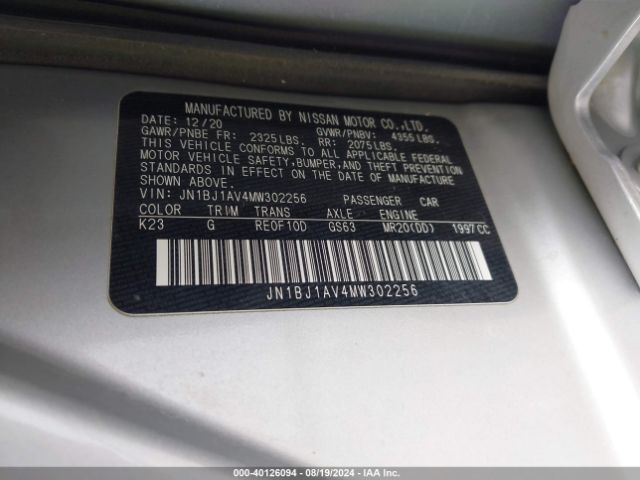 MANUFACTURED BY NISSAN MOTOR CO.,LTD.
DATE: 12/20 GVWR/PNBV: 4355LBS.
GAWR/PNBE FR: 2325LBS. RR: 2075LBS.
THIS VEHICLE CONFORMS TO ALL APPLICABLE FEDERAL
MOTOR VEHICLE SAFETY,BUMPER,AND THEFT PREVENTION
STANDARDS IN EFFECT ON THE DATE OF MANUFACTURE
SHOWN ABOVE.
VIN: JN1BJ1AV4MW302256 PASSENGER CAR
COLOR TRIM TRANS AXLE ENGINE
K23 G RE0F10D GS63 MR20(DD) 1997CC
JN1BJ1AV4MW302256
000-40126094 - 08/19/2024 - IAA Inc.